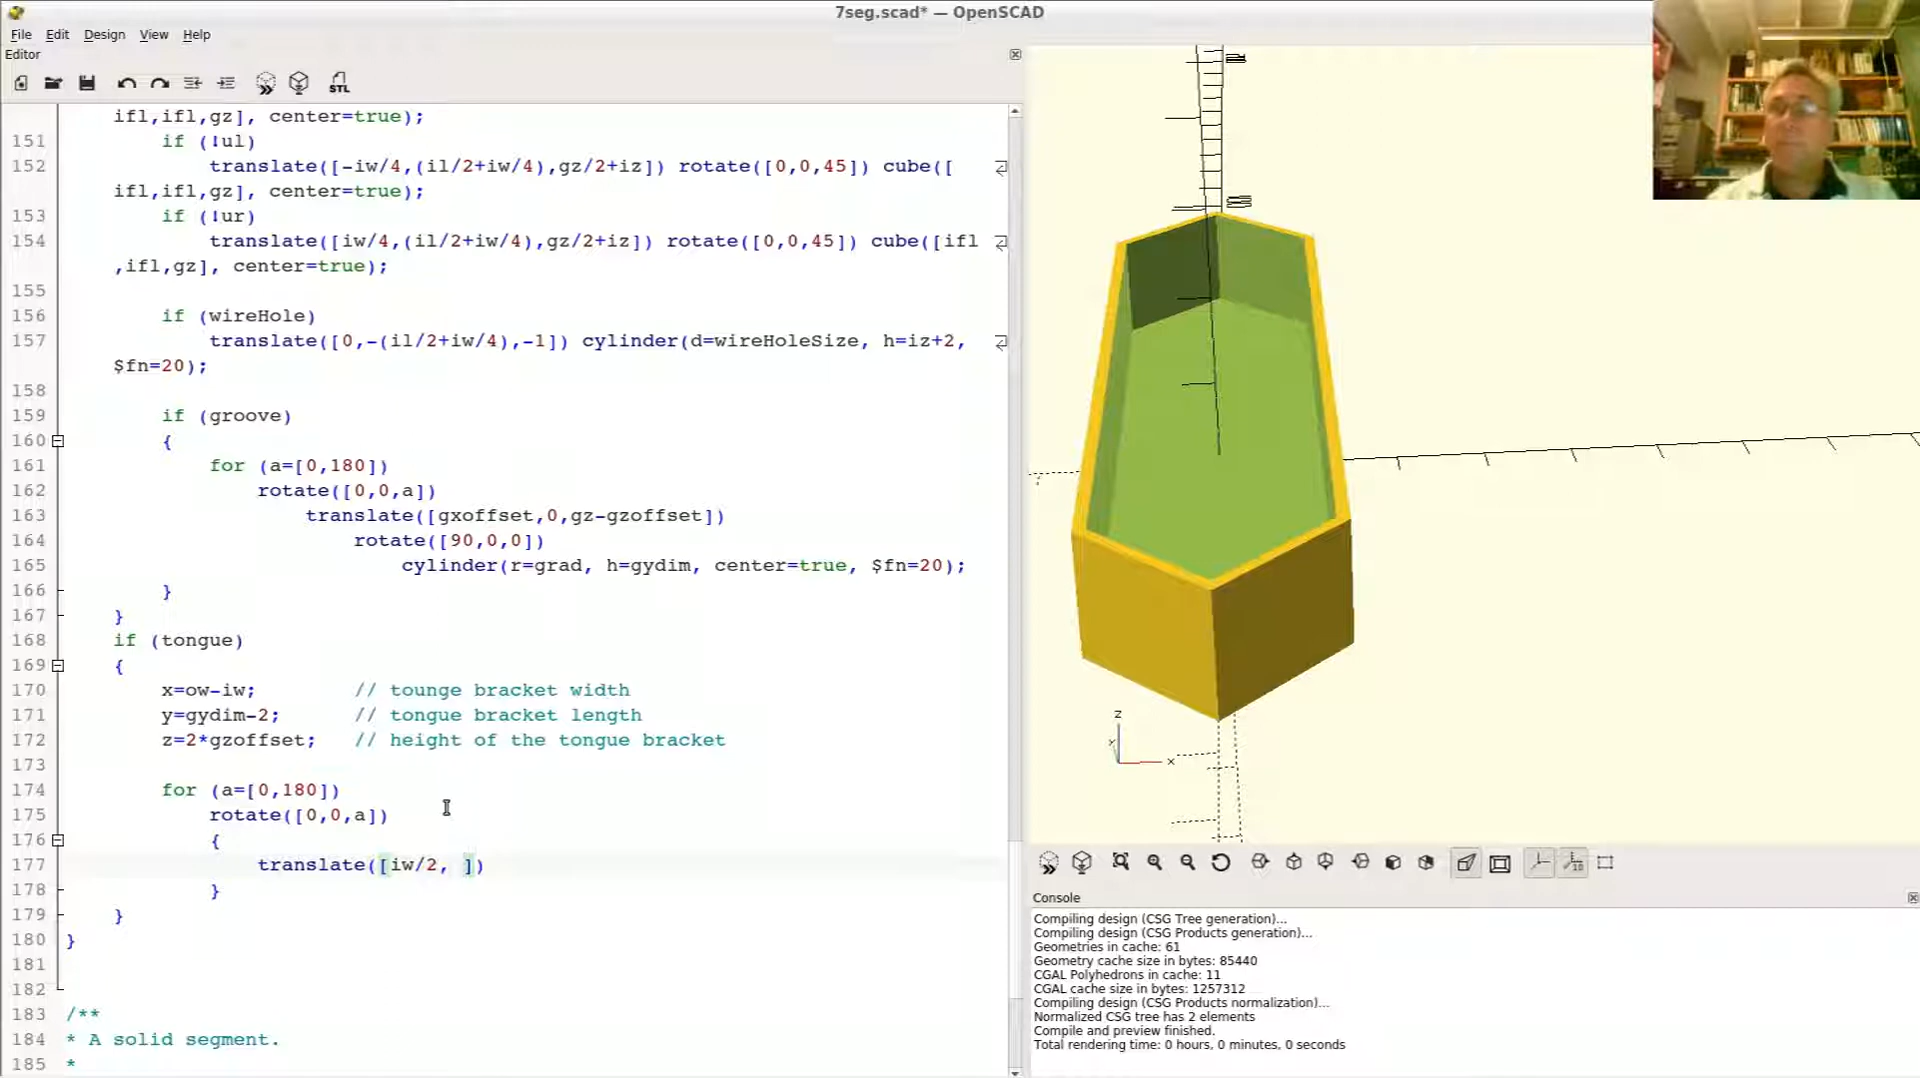 7seg.scad* — OpenSCAD
File Edit Design View Help
Editor
STL
ifl,ifl,gz], center=true);
151 if (!ul)
152 translate([-iw/4,(il/2+iw/4),gz/2+iz]) rotate([0,0,45]) cube([
ifl,ifl,gz], center=true);
153 if (!ur)
154 translate([iw/4,(il/2+iw/4),gz/2+iz]) rotate([0,0,45]) cube([ifl
,ifl,gz], center=true);
155
156 if (wireHole)
157 translate([0,-(il/2+iw/4),-1]) cylinder(d=wireHoleSize, h=iz+2,
$fn=20);
158
159 if (groove)
160 {
161 for (a=[0,180])
162 rotate([0,0,a])
163 translate([gxoffset,0,gz-gzoffset])
164 rotate([90,0,0])
165 cylinder(r=grad, h=gydim, center=true, $fn=20);
166 }
167 }
168 if (tongue)
169 {
170 x=ow-iw; // tounge bracket width
171 y=gydim-2; // tongue bracket length
172 z=2*gzoffset; // height of the tongue bracket
173
174 for (a=[0,180])
175 rotate([0,0,a])
176 {
177 translate([iw/2, ])
178 }
179 }
180 }
181
182
183 /**
184 * A solid segment.
185 *
z
x
Console
Compiling design (CSG Tree generation)...
Compiling design (CSG Products generation)...
Geometries in cache: 61
Geometry cache size in bytes: 85440
CGAL Polyhedrons in cache: 11
CGAL cache size in bytes: 1257312
Compiling design (CSG Products normalization)...
Normalized CSG tree has 2 elements
Compile and preview finished.
Total rendering time: 0 hours, 0 minutes, 0 seconds